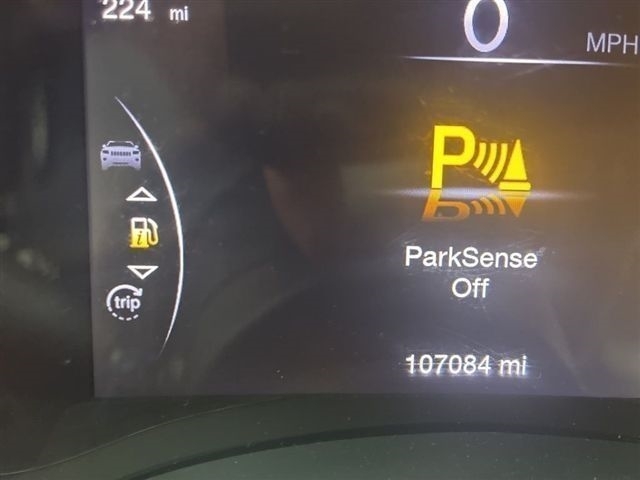 224 mi
0
MPH
P
ParkSense
Off
trip
107084 mi